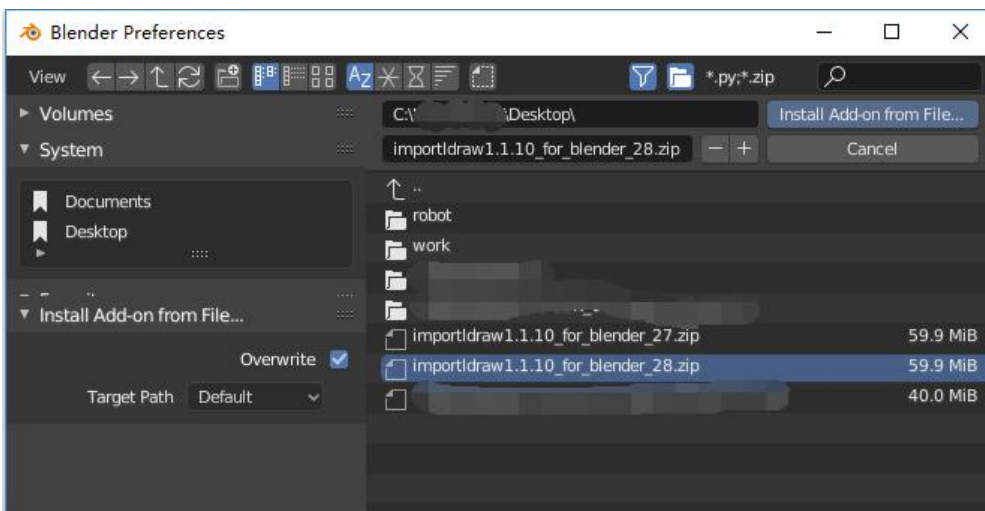 Blender Preferences
View *.py;*.zip
Volumes
System
Documents
Desktop
Install Add-on from File...
Overwrite
Target Path Default
C:\ \Desktop\ Install Add-on from File...
importldraw1.1.10_for_blender_28.zip − + Cancel
..
robot
work
importldraw1.1.10_for_blender_27.zip 59.9 MiB
importldraw1.1.10_for_blender_28.zip 59.9 MiB
40.0 MiB